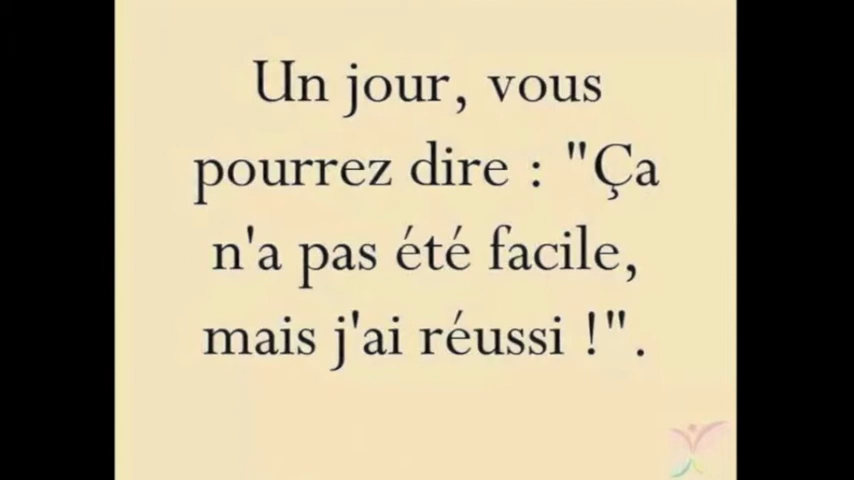 Un jour, vous
pourrez dire : "Ça
n'a pas été facile,
mais j'ai réussi !".